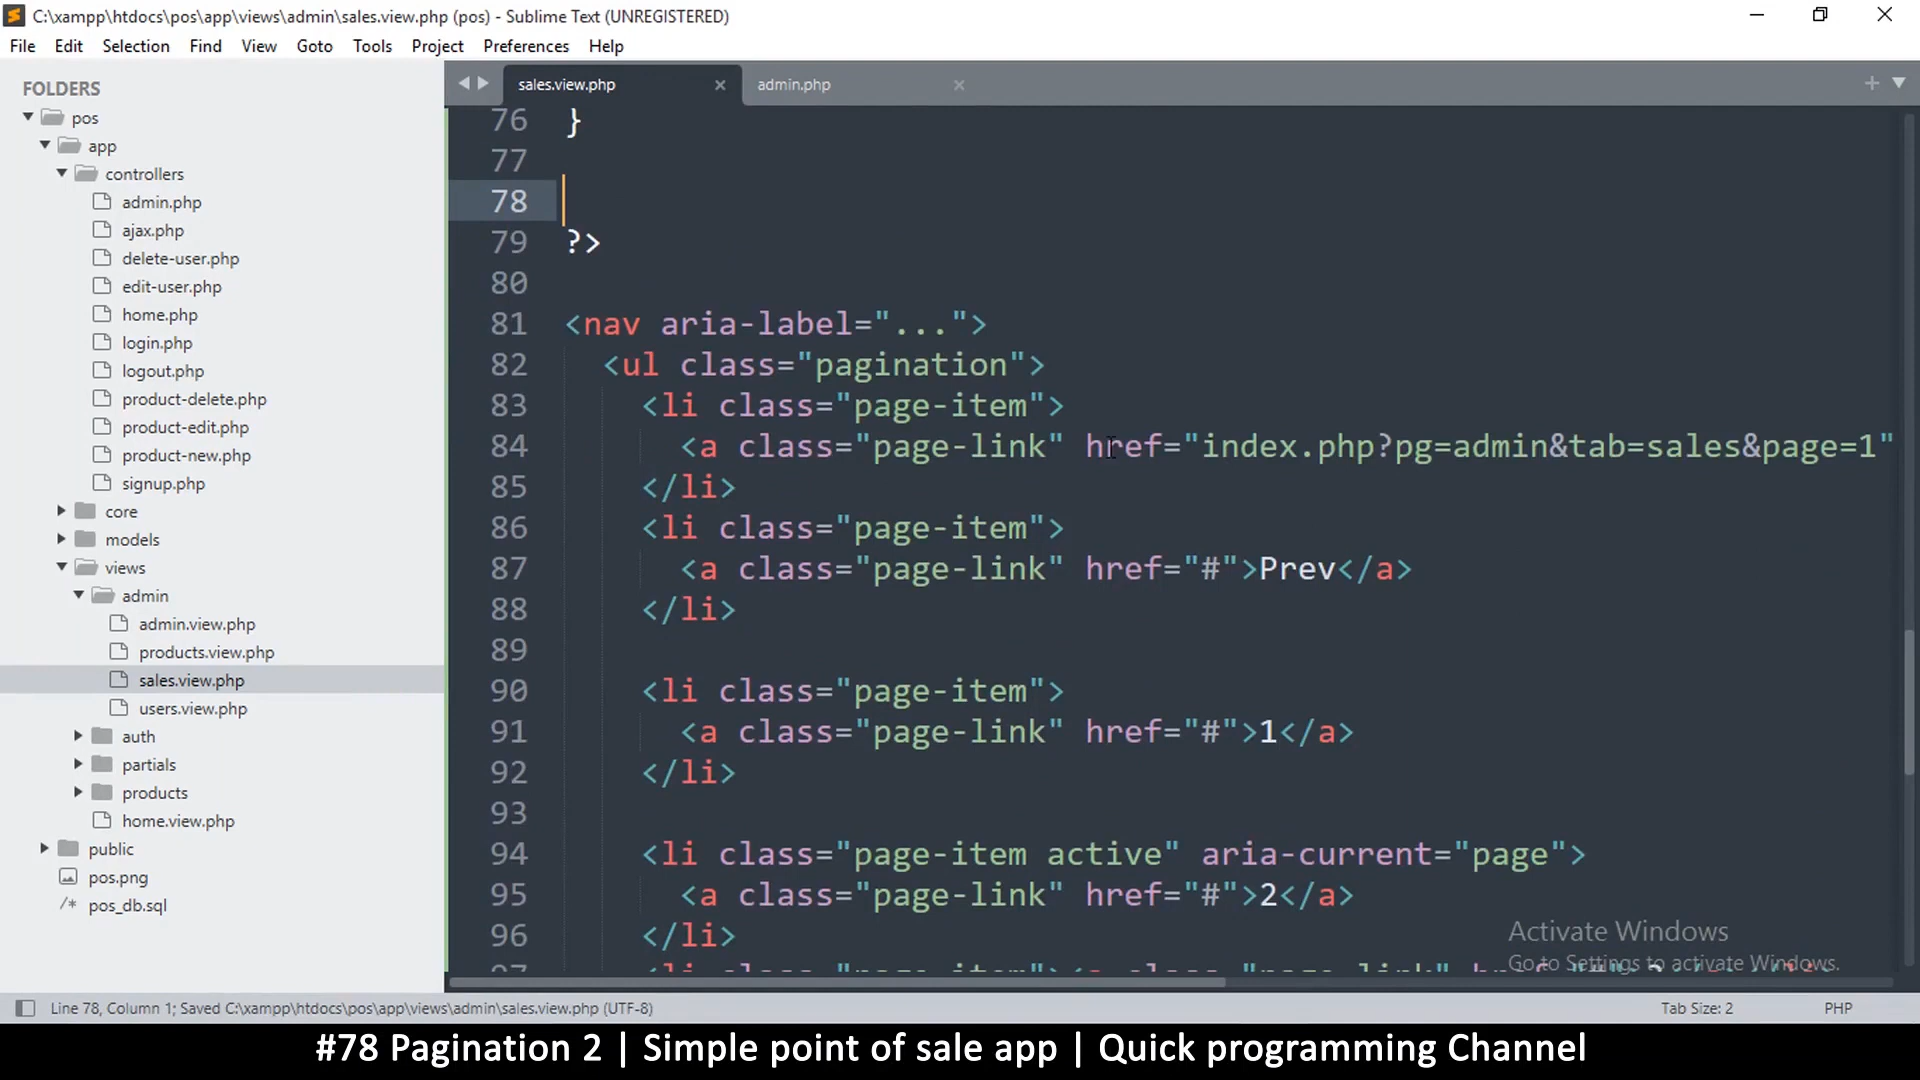 C:\xampp\htdocs\pos\app\views\admin\sales.view.php (pos) - Sublime Text (UNREGISTERED)
File Edit Selection Find View Goto Tools Project Preferences Help
FOLDERS
pos
app
controllers
admin.php
ajax.php
delete-user.php
edit-user.php
home.php
login.php
logout.php
product-delete.php
product-edit.php
product-new.php
signup.php
core
models
views
admin
admin.view.php
products.view.php
sales.view.php
users.view.php
auth
partials
products
home.view.php
public
pos.png
/* pos_db.sql
sales.view.php × admin.php ×
76 }
77
78
79 ?>
80
81 <nav aria-label="...">
82 <ul class="pagination">
83 <li class="page-item">
84 <a class="page-link" href="index.php?pg=admin&tab=sales&page=1"
85 </li>
86 <li class="page-item">
87 <a class="page-link" href="#">Prev</a>
88 </li>
89
90 <li class="page-item">
91 <a class="page-link" href="#">1</a>
92 </li>
93
94 <li class="page-item active" aria-current="page">
95 <a class="page-link" href="#">2</a>
96 </li>
Activate Windows
Go to Settings to activate Windows.
Line 78, Column 1; Saved C:\xampp\htdocs\pos\app\views\admin\sales.view.php (UTF-8) Tab Size: 2 PHP
#78 Pagination 2 | Simple point of sale app | Quick programming Channel